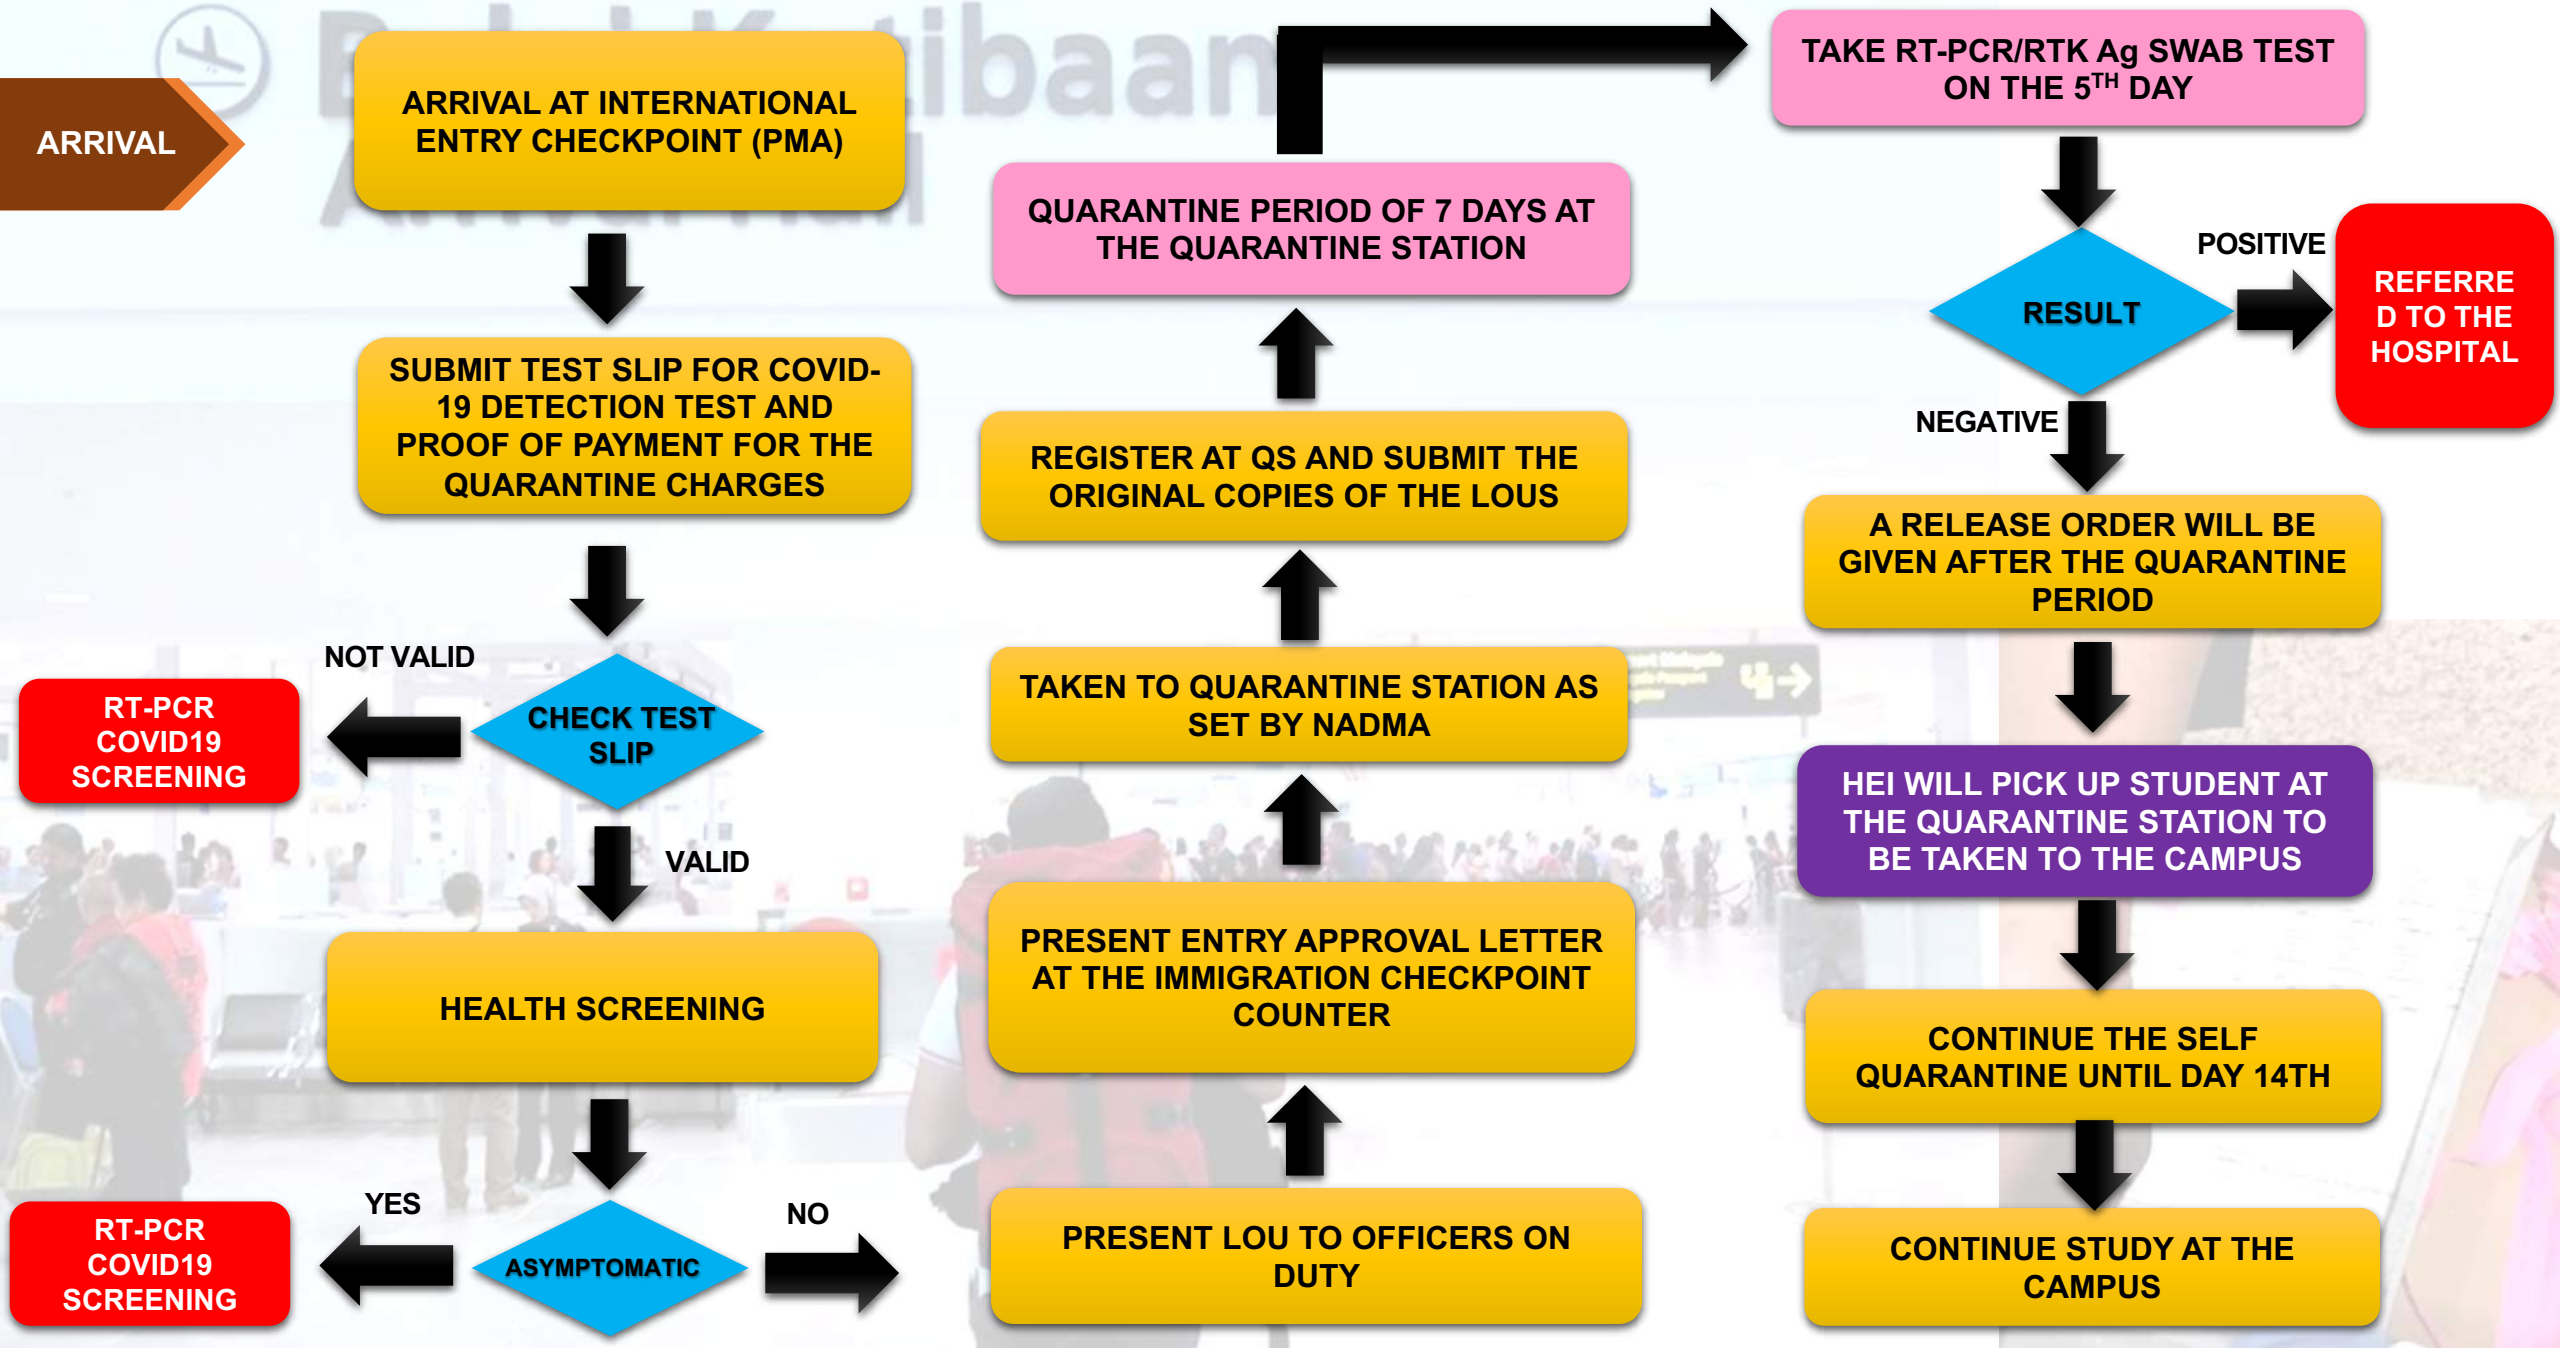 ARRIVAL
ARRIVAL AT INTERNATIONAL
ENTRY CHECKPOINT (PMA)
SUBMIT TEST SLIP FOR COVID-
19 DETECTION TEST AND
PROOF OF PAYMENT FOR THE
QUARANTINE CHARGES
CHECK TEST
SLIP
NOT VALID
RT-PCR
COVID19
SCREENING
VALID
HEALTH SCREENING
ASYMPTOMATIC
YES
RT-PCR
COVID19
SCREENING
NO
PRESENT LOU TO OFFICERS ON
DUTY
PRESENT ENTRY APPROVAL LETTER
AT THE IMMIGRATION CHECKPOINT
COUNTER
TAKEN TO QUARANTINE STATION AS
SET BY NADMA
REGISTER AT QS AND SUBMIT THE
ORIGINAL COPIES OF THE LOUS
QUARANTINE PERIOD OF 7 DAYS AT
THE QUARANTINE STATION
TAKE RT-PCR/RTK Ag SWAB TEST
ON THE 5TH DAY
RESULT
POSITIVE
REFERRE
D TO THE
HOSPITAL
NEGATIVE
A RELEASE ORDER WILL BE
GIVEN AFTER THE QUARANTINE
PERIOD
HEI WILL PICK UP STUDENT AT
THE QUARANTINE STATION TO
BE TAKEN TO THE CAMPUS
CONTINUE THE SELF
QUARANTINE UNTIL DAY 14TH
CONTINUE STUDY AT THE
CAMPUS